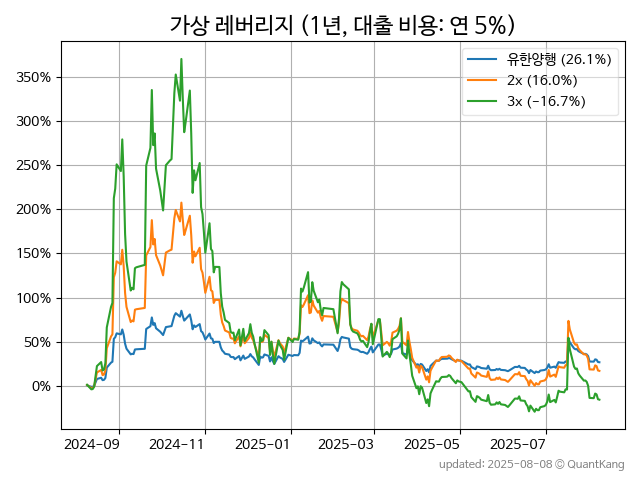 가상 레버리지 (1년, 대출 비용: 연 5%)
유한양행 (26.1%)
2x (16.0%)
3x (-16.7%)
350%
300%
250%
200%
150%
100%
50%
0%
2024-09
2024-11
2025-01
2025-03
2025-05
2025-07
updated: 2025-08-08 © QuantKang